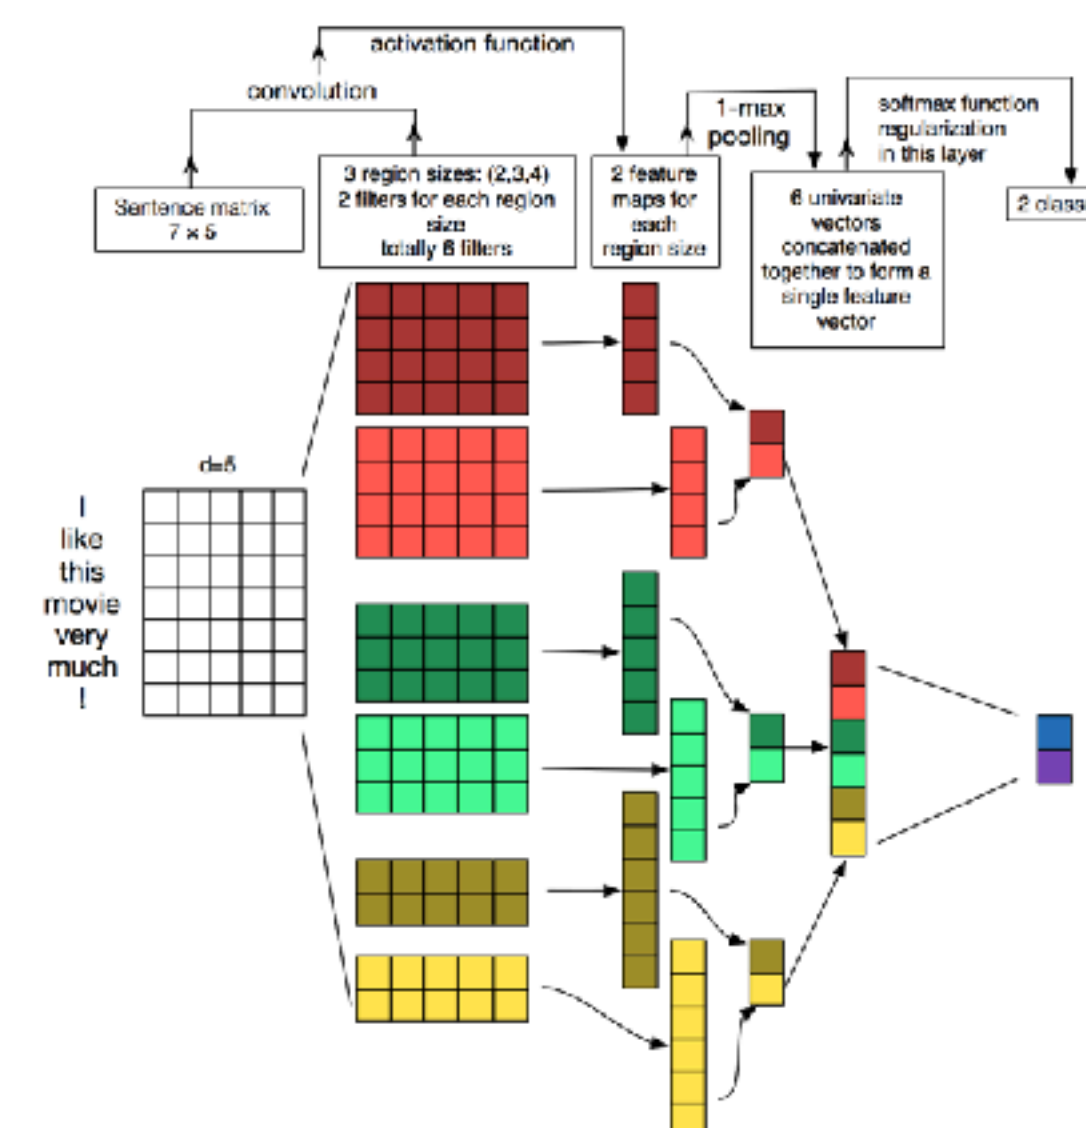 activation function
convolution
1-max
pooling
softmax function
regularization
in this layer
Sentence matrix
7 × 5
3 region sizes: (2,3,4)
2 filters for each region
size
totally 6 filters
2 feature
maps for
each
region size
6 univariate
vectors
concatenated
together to form a
single feature
vector
2 class
d=5
I
like
this
movie
very
much
!